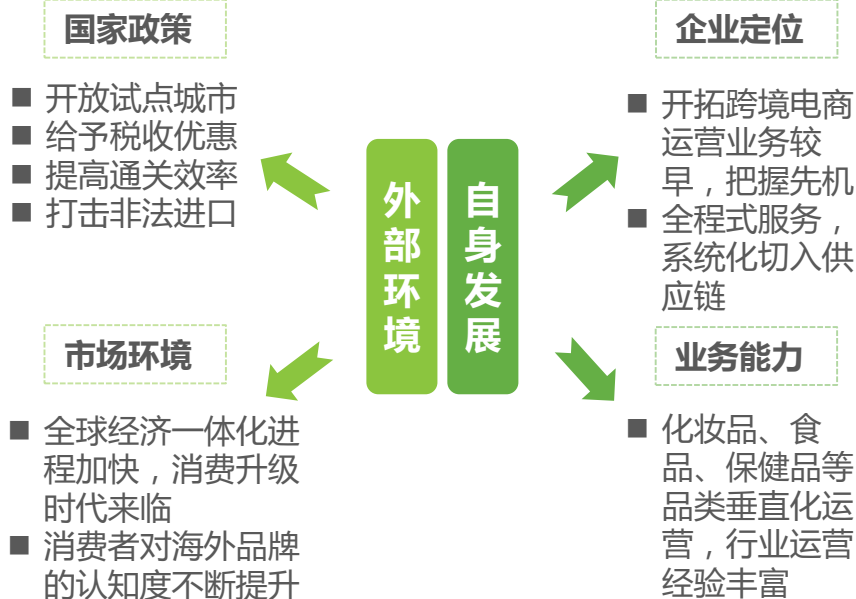 国家政策
■ 开放试点城市
■ 给予税收优惠
■ 提高通关效率
■ 打击非法进口
市场环境
■ 全球经济一体化进
程加快，消费升级
时代来临
■ 消费者对海外品牌
的认知度不断提升
外部环境
自身发展
企业定位
■ 开拓跨境电商
运营业务较
早，把握先机
■ 全程式服务，
系统化切入供
应链
业务能力
■ 化妆品、食
品、保健品等
品类垂直化运
营，行业运营
经验丰富